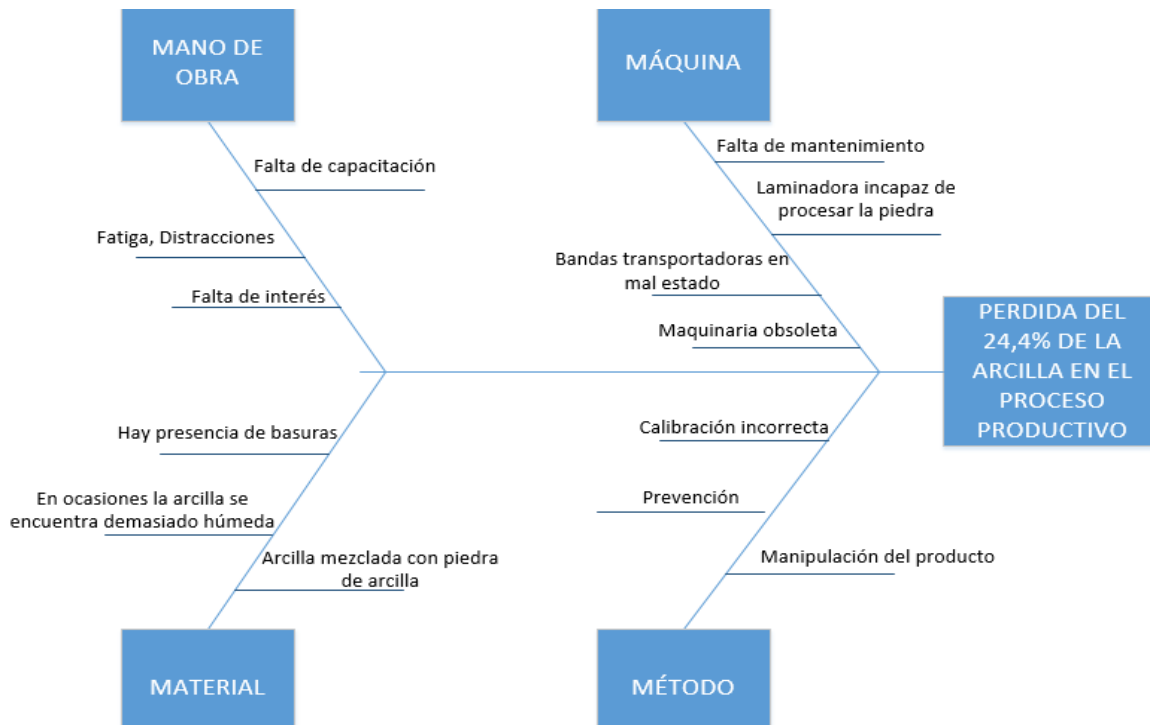 MANO DE
OBRA
MÁQUINA
Falta de capacitación
Fatiga, Distracciones
Falta de interés
Falta de mantenimiento
Laminadora incapaz de
procesar la piedra
Bandas transportadoras en
mal estado
Maquinaria obsoleta
PERDIDA DEL
24,4% DE LA
ARCILLA EN EL
PROCESO
PRODUCTIVO
Hay presencia de basuras
En ocasiones la arcilla se
encuentra demasiado húmeda
Arcilla mezclada con piedra
de arcilla
Calibración incorrecta
Prevención
Manipulación del producto
MATERIAL
MÉTODO